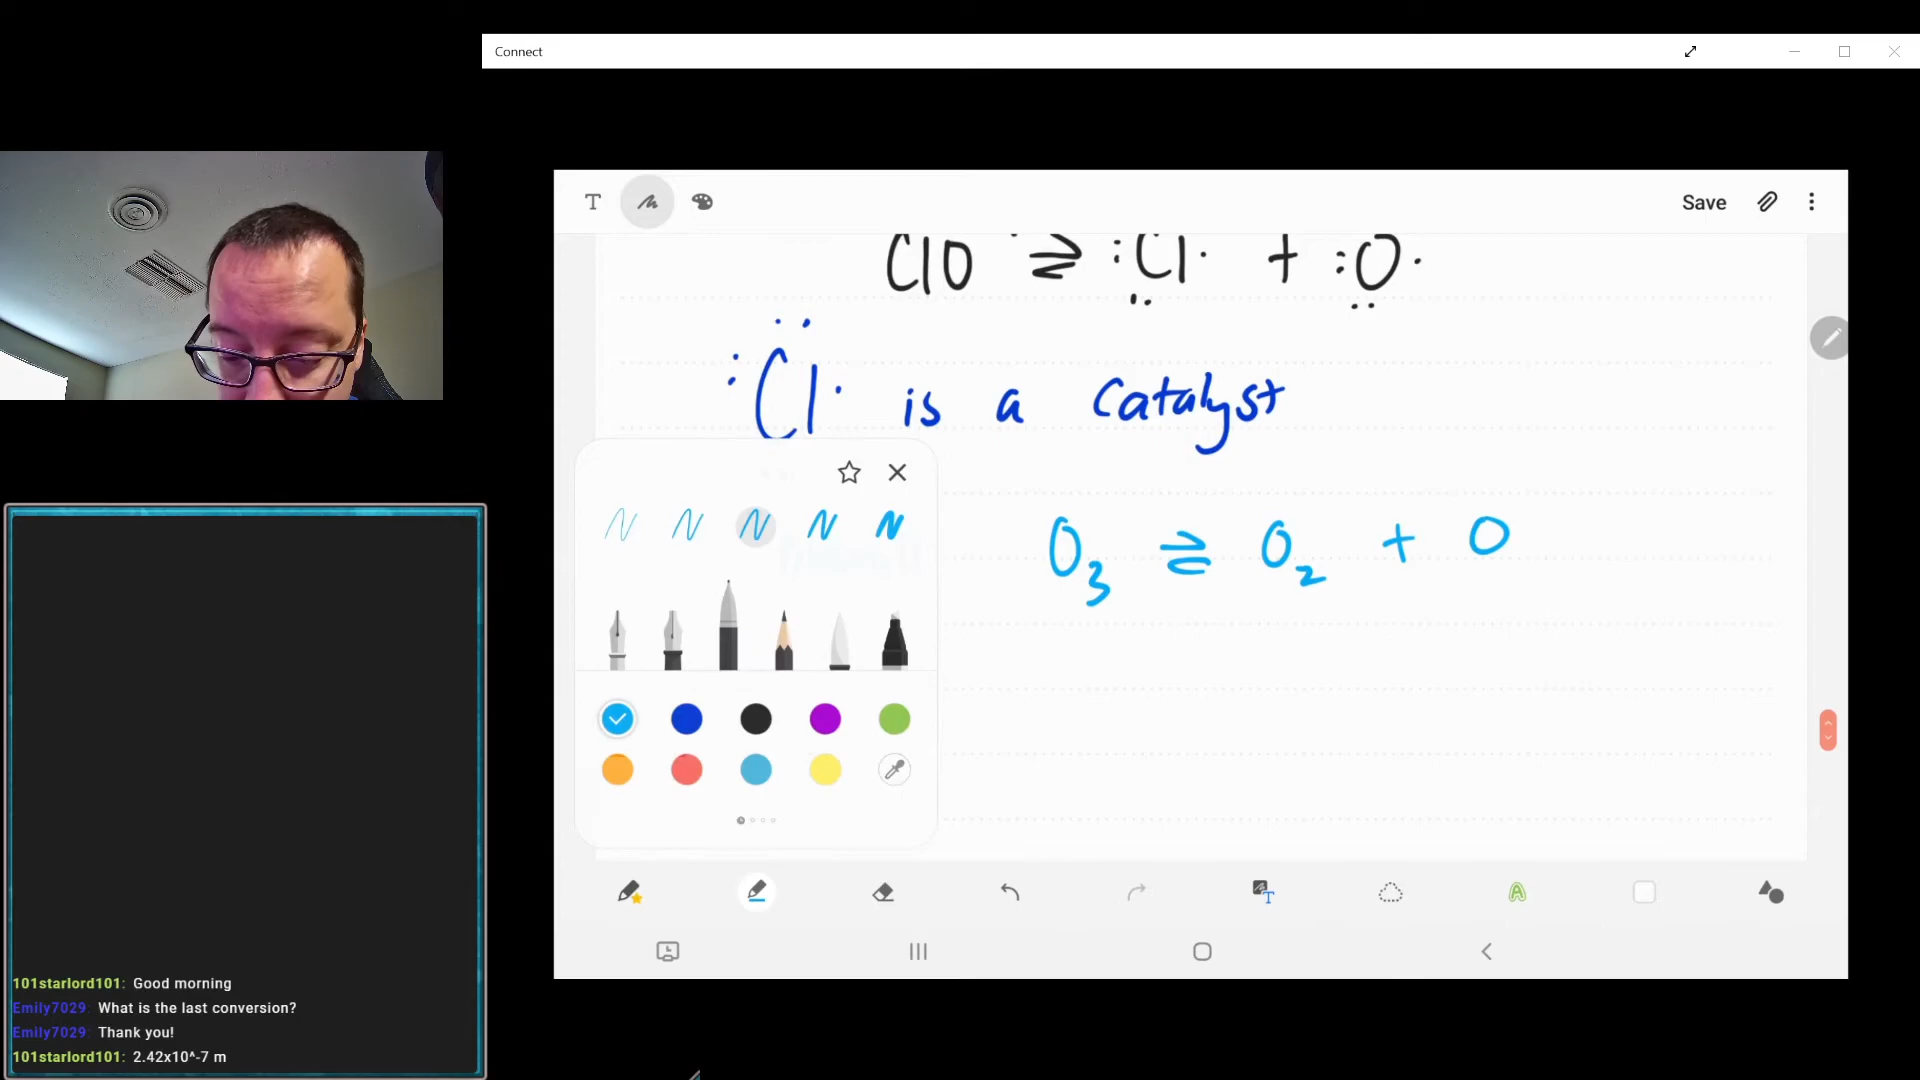 Connect
T
Save
ClO ⇌ :Cl· + :O·
:Cl· is a catalyst
O₃ ⇌ O₂ + O
101starlord101: Good morning
Emily7029: What is the last conversion?
Emily7029: Thank you!
101starlord101: 2.42x10^-7 m